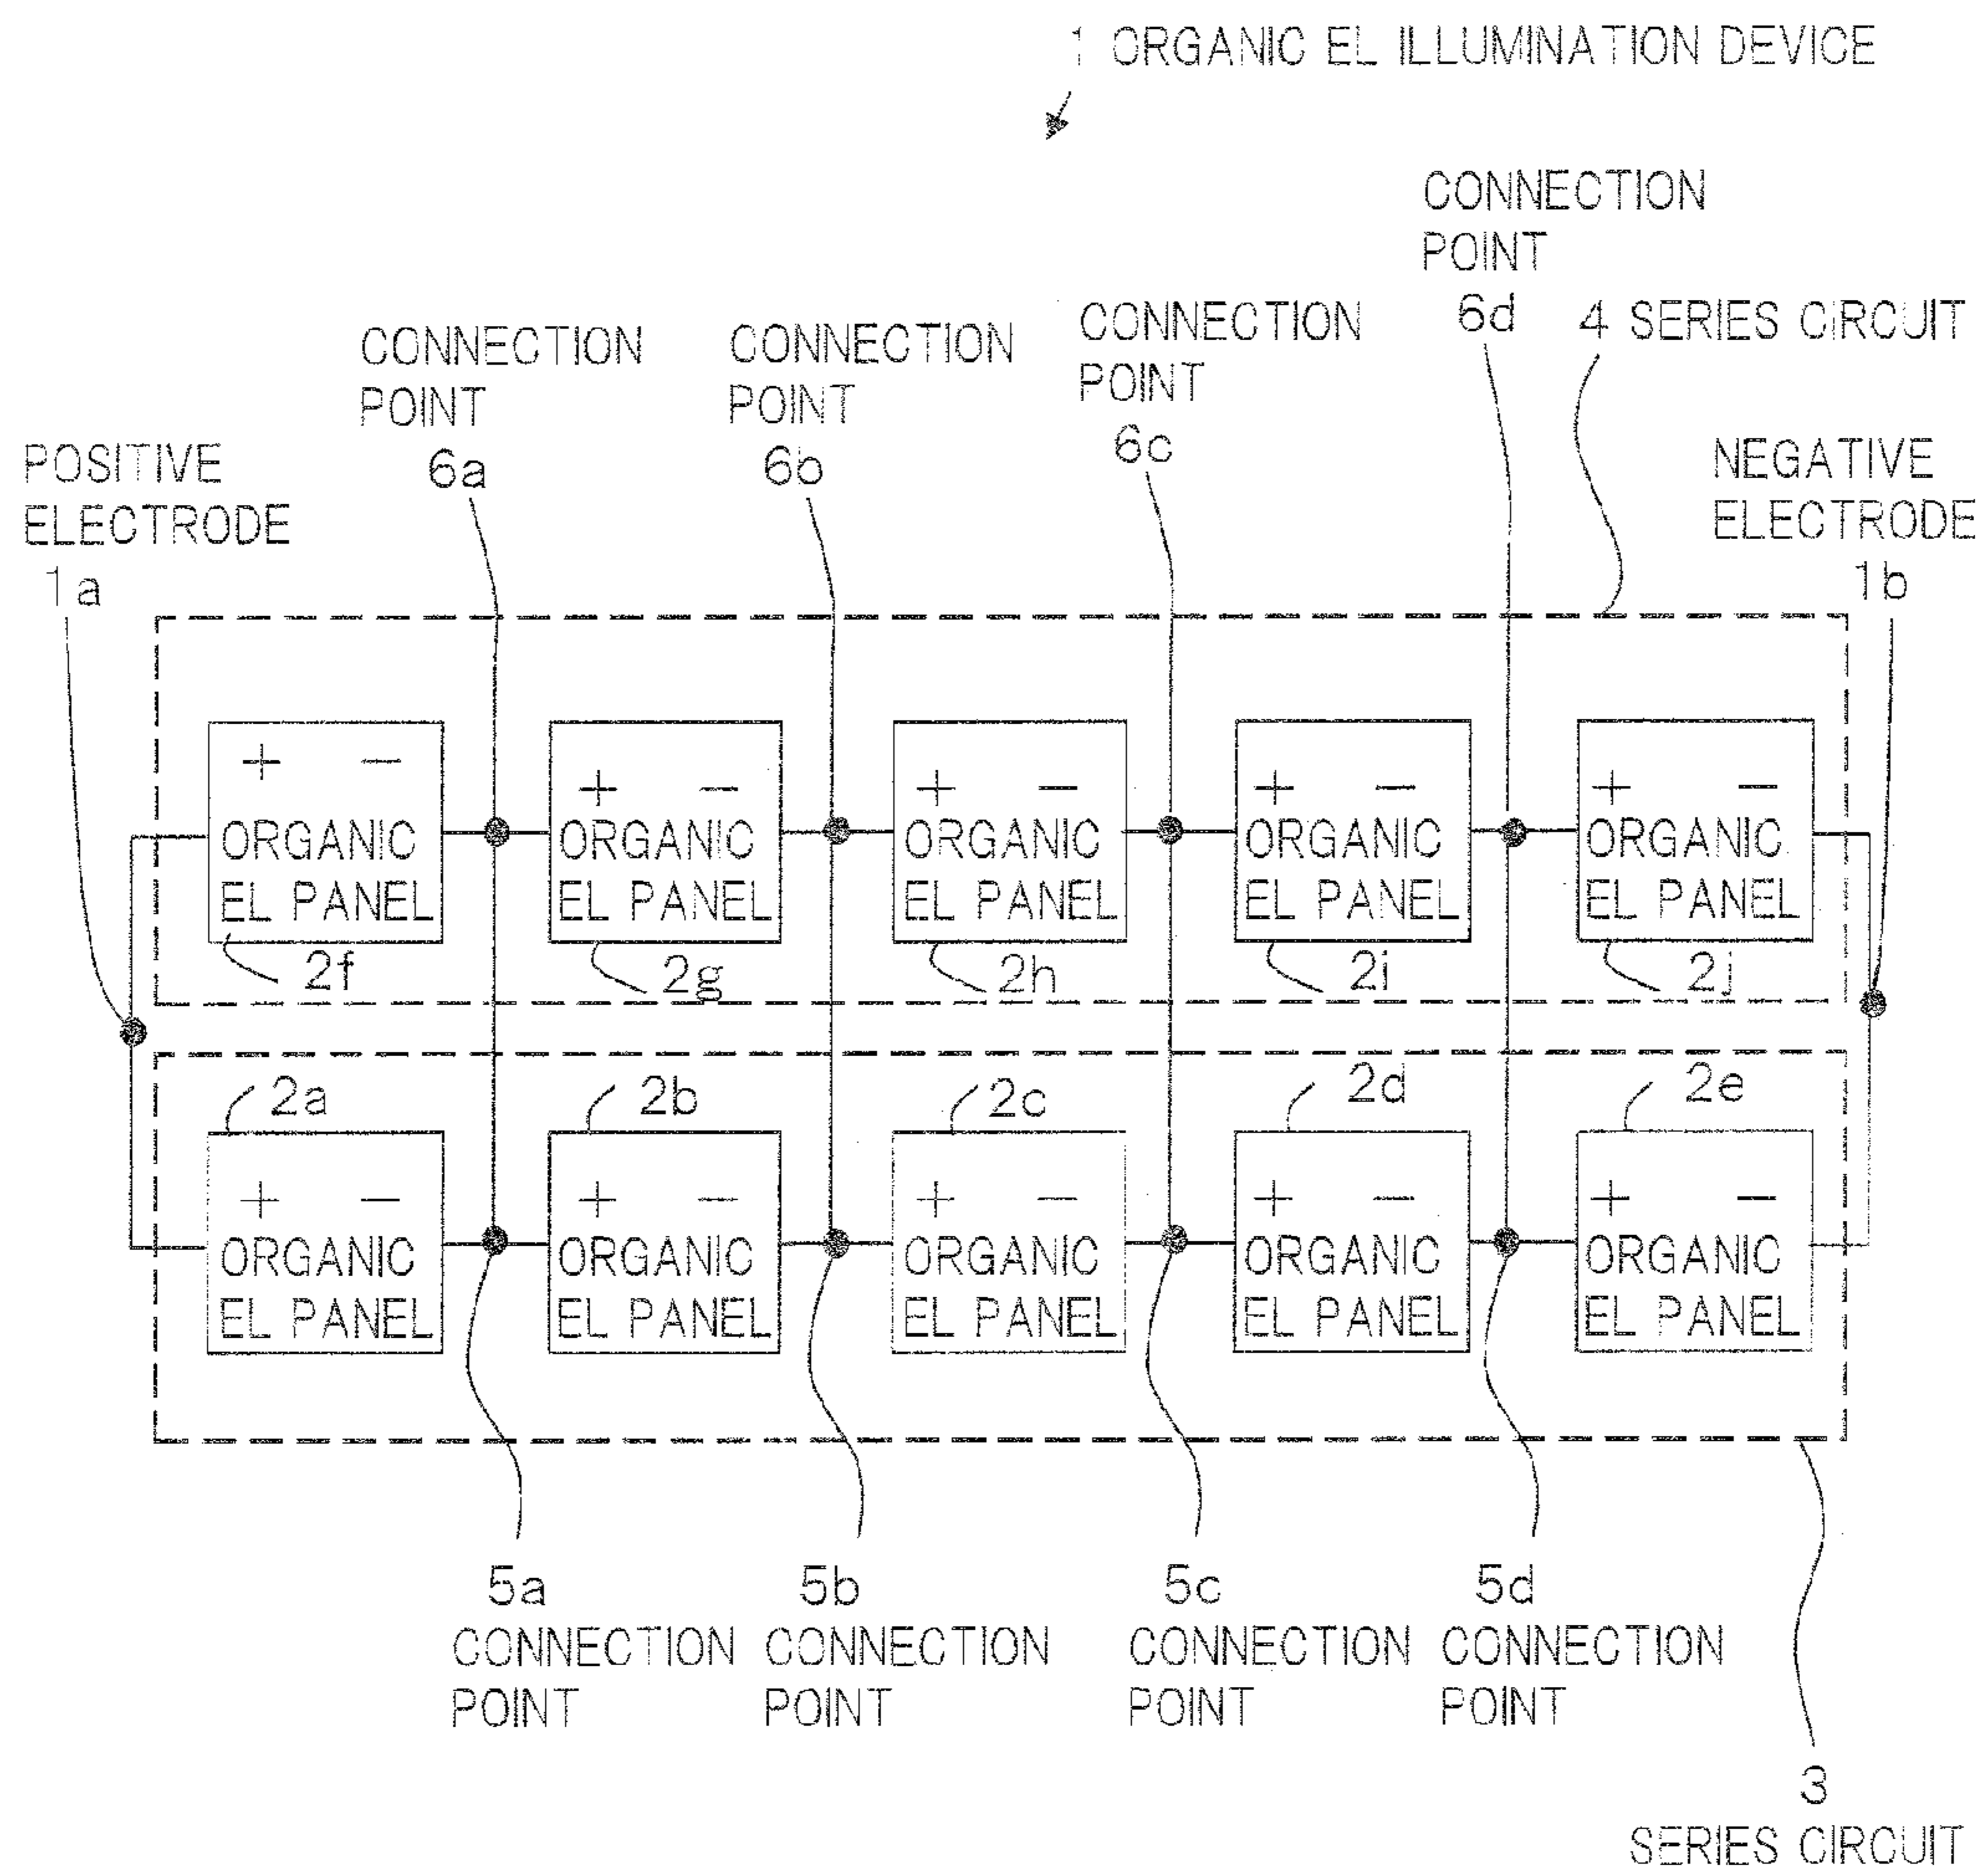 1 ORGANIC EL ILLUMINATION DEVICE
CONNECTION
POINT
6d
4 SERIES CIRCUIT
CONNECTION
POINT
6c
CONNECTION
POINT
6a
CONNECTION
POINT
6b
POSITIVE
ELECTRODE
1a
NEGATIVE
ELECTRODE
1b
+ −
ORGANIC
EL PANEL
2f
+ −
ORGANIC
EL PANEL
2g
+ −
ORGANIC
EL PANEL
2h
+ −
ORGANIC
EL PANEL
2i
+ −
ORGANIC
EL PANEL
2j
2a
+ −
ORGANIC
EL PANEL
2b
+ −
ORGANIC
EL PANEL
2c
+ −
ORGANIC
EL PANEL
2d
+ −
ORGANIC
EL PANEL
2e
+ −
ORGANIC
EL PANEL
5a
CONNECTION
POINT
5b
CONNECTION
POINT
5c
CONNECTION
POINT
5d
CONNECTION
POINT
3
SERIES CIRCUIT